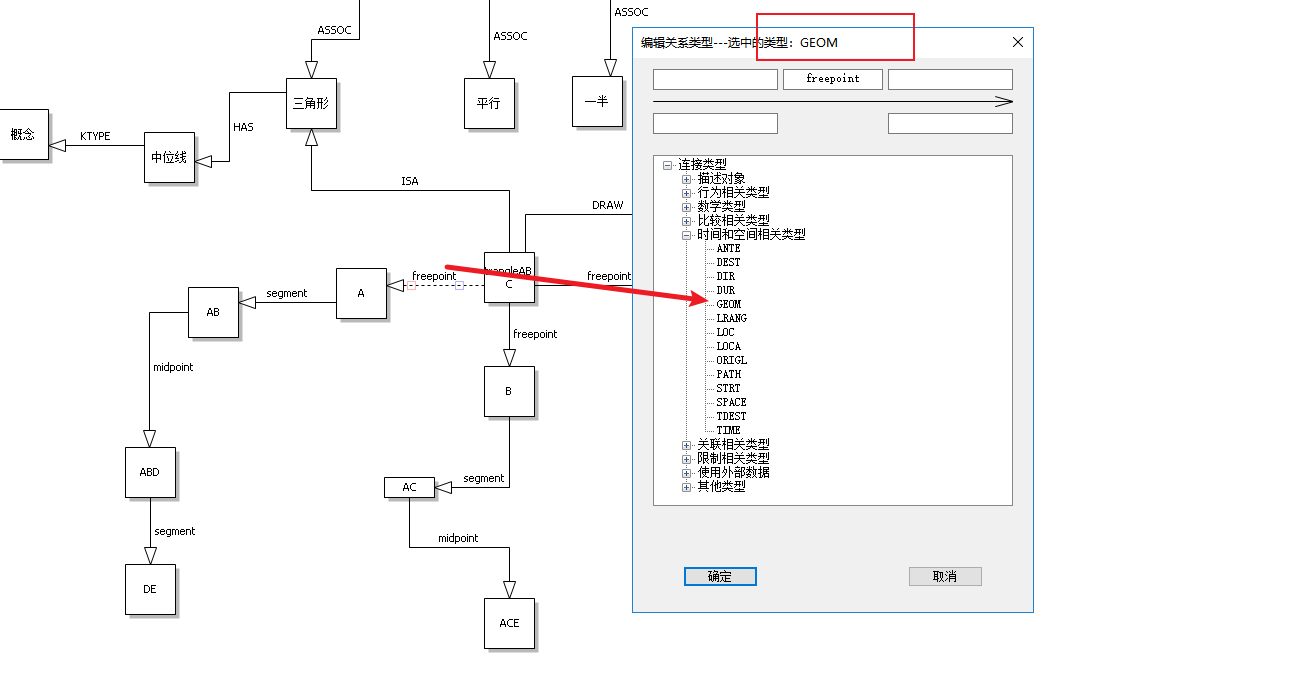 ASSOC
ASSOC
ASSOC
三角形
平行
一半
概念
KTYPE
中位线
HAS
ISA
DRAW
triangleAB
C
freepoint
freepoint
A
segment
AB
freepoint
midpoint
B
ABD
segment
AC
segment
midpoint
DE
ACE
编辑关系类型---选中的类型: GEOM
freepoint
连接类型
描述对象
行为相关类型
数学类型
比较相关类型
时间和空间相关类型
ANTE
DEST
DIR
DUR
GEOM
LRANG
LOC
LOCA
ORIGL
PATH
STRT
SPACE
TDEST
TIME
关联相关类型
限制相关类型
使用外部数据
其他类型
确定
取消